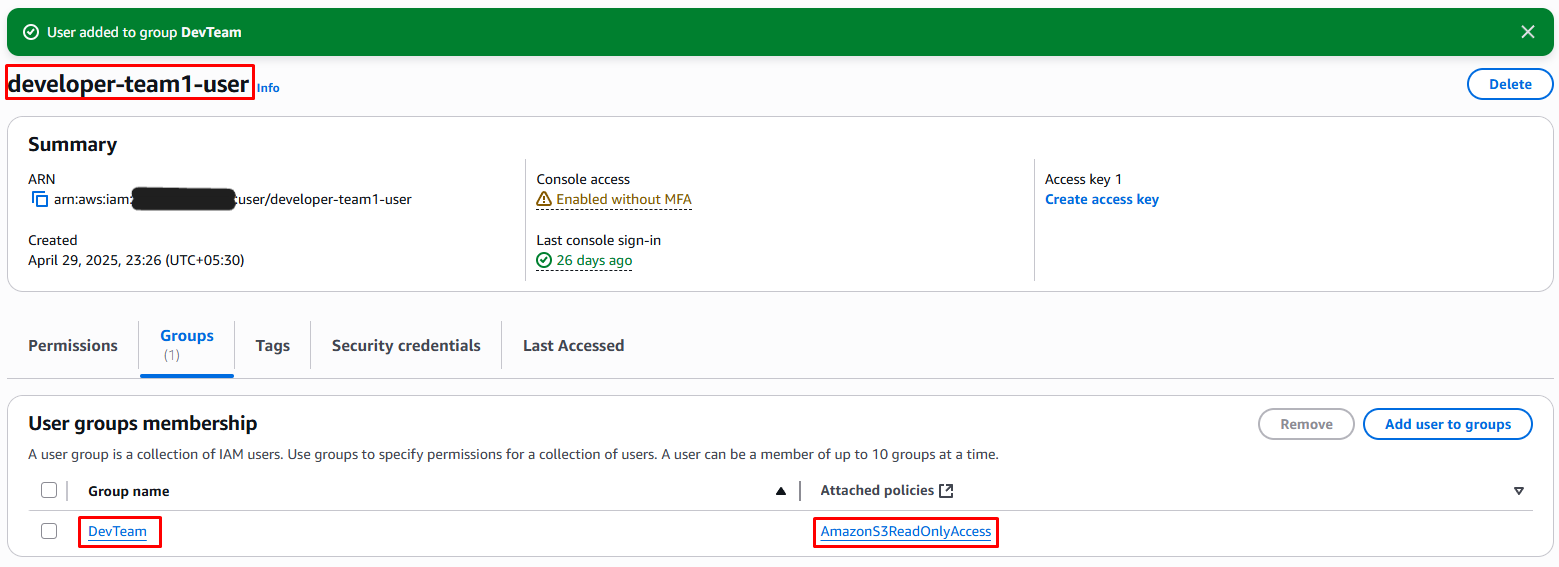 User added to group DevTeam
developer-team1-user Info
Delete
Summary
ARN
arn:aws:iam: :user/developer-team1-user
Created
April 29, 2025, 23:26 (UTC+05:30)
Console access
Enabled without MFA
Last console sign-in
26 days ago
Access key 1
Create access key
Permissions
Groups
(1)
Tags
Security credentials
Last Accessed
User groups membership
Remove
Add user to groups
A user group is a collection of IAM users. Use groups to specify permissions for a collection of users. A user can be a member of up to 10 groups at a time.
Group name
Attached policies
DevTeam
AmazonS3ReadOnlyAccess